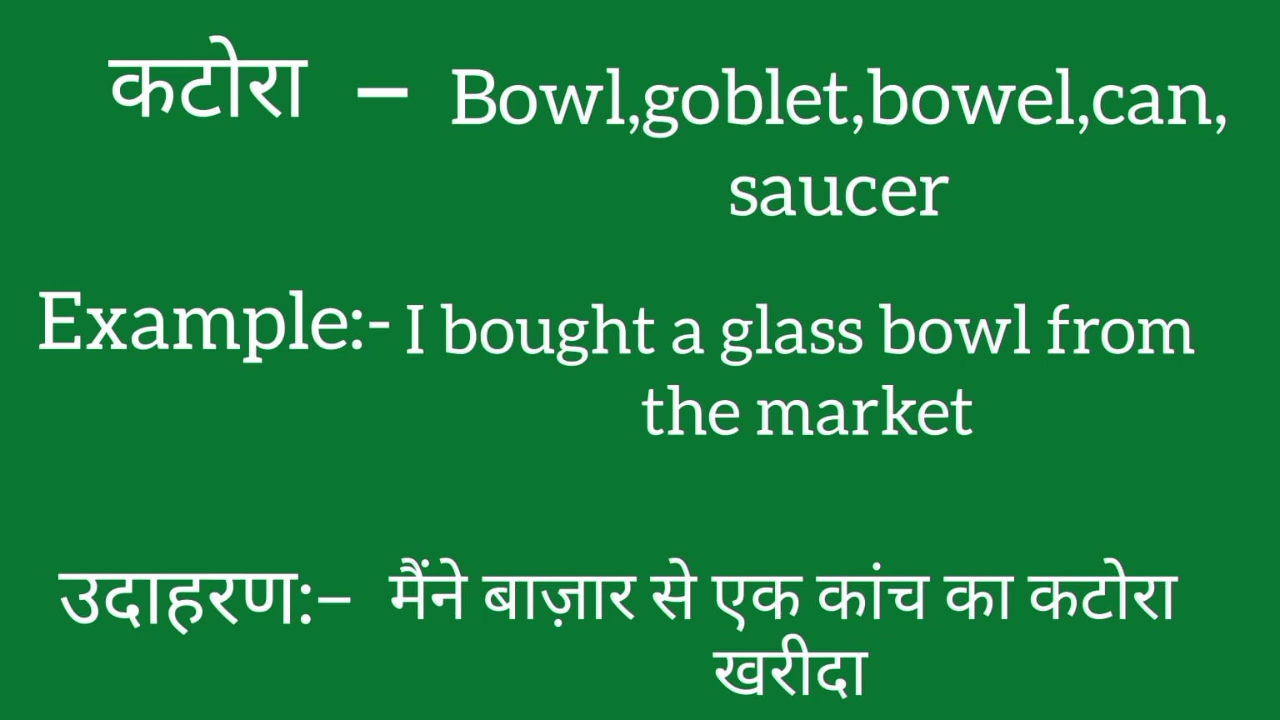 कटोरा – Bowl,goblet,bowel,can,
saucer
Example:- I bought a glass bowl from
the market
उदाहरण:– मैंने बाज़ार से एक कांच का कटोरा
खरीदा